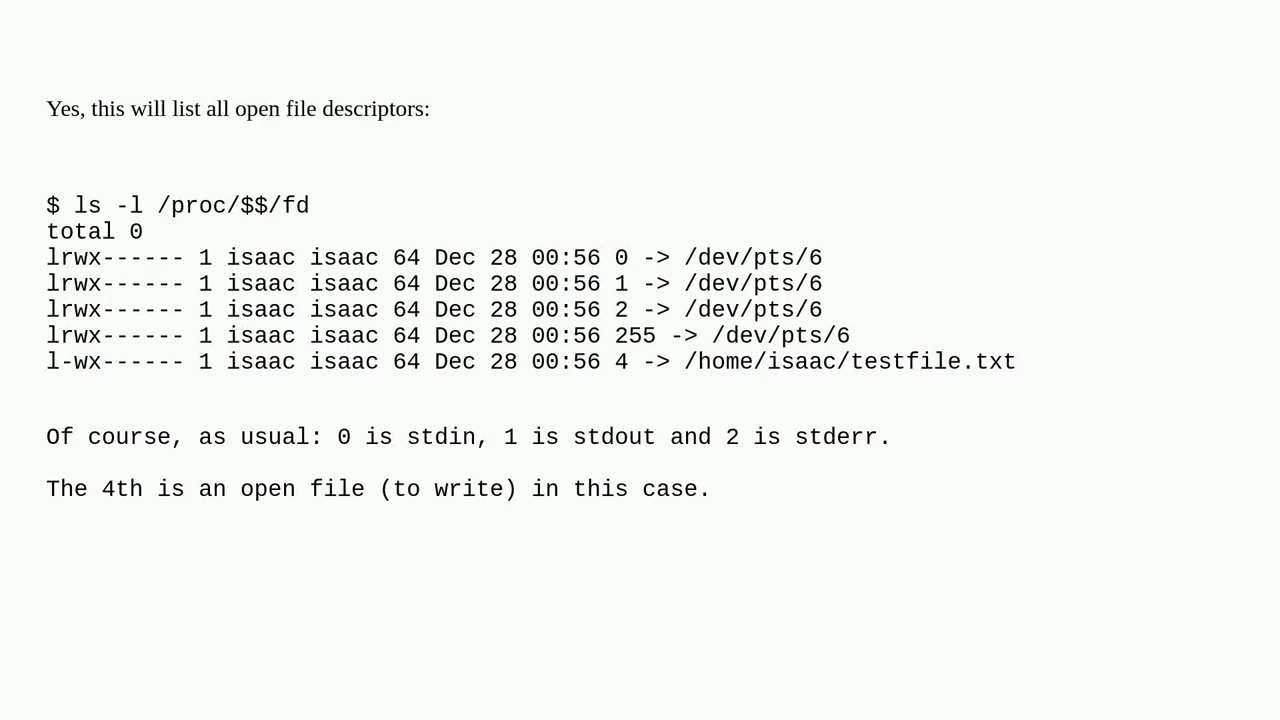 Yes, this will list all open file descriptors:
$ ls -l /proc/$$/fd
total 0
lrwx------ 1 isaac isaac 64 Dec 28 00:56 0 -> /dev/pts/6
lrwx------ 1 isaac isaac 64 Dec 28 00:56 1 -> /dev/pts/6
lrwx------ 1 isaac isaac 64 Dec 28 00:56 2 -> /dev/pts/6
lrwx------ 1 isaac isaac 64 Dec 28 00:56 255 -> /dev/pts/6
l-wx------ 1 isaac isaac 64 Dec 28 00:56 4 -> /home/isaac/testfile.txt
Of course, as usual: 0 is stdin, 1 is stdout and 2 is stderr.
The 4th is an open file (to write) in this case.